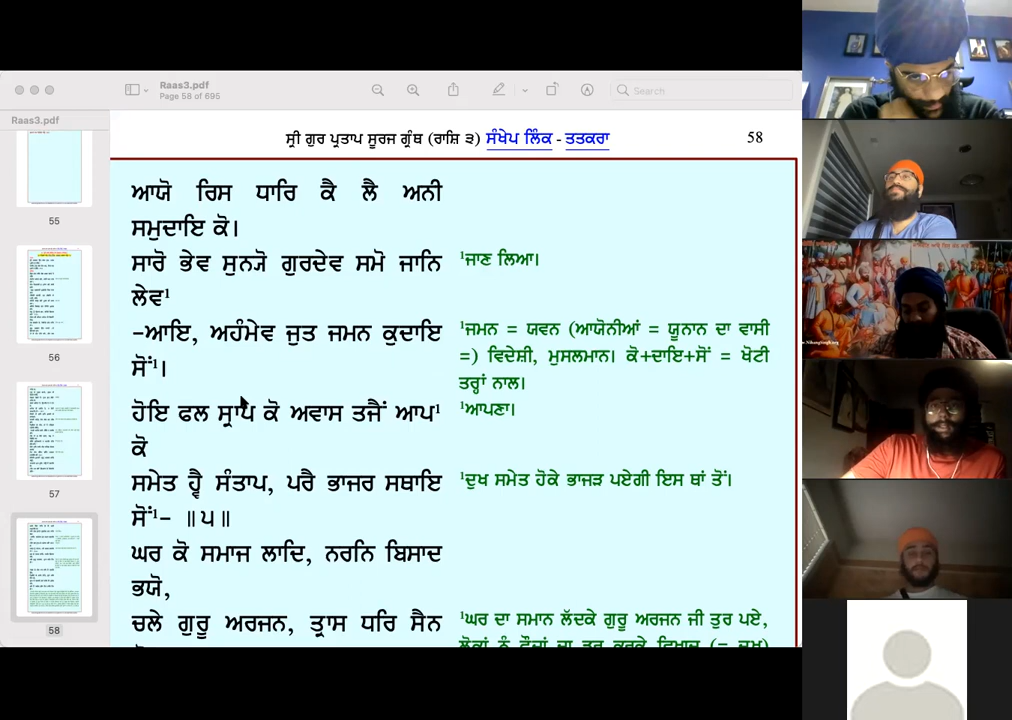 Raas3.pdf
Page 58 of 695
Search
Raas3.pdf
55
56
57
58
ਸ੍ਰੀ ਗੁਰ ਪ੍ਰਤਾਪ ਸੂਰਜ ਗ੍ਰੰਥ (ਰਾਸ਼ਿ ੩) ਸੰਖੇਪ ਲਿੰਕ - ਤਤਕਰਾ
58
ਆਯੋ ਰਿਸ ਧਾਰਿ ਕੈ ਲੈ ਅਨੀ
ਸਮੁਦਾਇ ਕੋ।
ਸਾਰੋ ਭੇਵ ਸੁਨ੍ਯੋ ਗੁਰਦੇਵ ਸਮੋ ਜਾਨਿ
ਲੇਵ¹
¹ਜਾਣ ਲਿਆ।
-ਆਇ, ਅਹੰਮੇਵ ਜੁਤ ਜਮਨ ਕੁਦਾਇ
ਸੋਂ¹।
¹ਜਮਨ = ਯਵਨ (ਆਯੋਨੀਆਂ = ਯੂਨਾਨ ਦਾ ਵਾਸੀ
=) ਵਿਦੇਸ਼ੀ, ਮੁਸਲਮਾਨ। ਕੋ+ਦਾਇ+ਸੋਂ = ਖੋਟੀ
ਤਰ੍ਹਾਂ ਨਾਲ।
ਹੋਇ ਫਲ ਸ੍ਰਾਪ ਕੋ ਅਵਾਸ ਤਜੈਂ ਆਪ¹
ਕੋ
¹ਆਪਣਾ।
ਸਮੇਤ ਹ੍ਵੈ ਸੰਤਾਪ, ਪਰੈ ਭਾਜਰ ਸਥਾਇ
ਸੋਂ¹- ॥੫॥
¹ਦੁਖ ਸਮੇਤ ਹੋਕੇ ਭਾਜੜ ਪਏਗੀ ਇਸ ਥਾਂ ਤੋਂ।
ਘਰ ਕੋ ਸਮਾਜ ਲਾਦਿ, ਨਰਨਿ ਬਿਸਾਦ
ਭਯੋ,
ਚਲੇ ਗੁਰੂ ਅਰਜਨ, ਤ੍ਰਾਸ ਧਰਿ ਸੈਨ
¹ਘਰ ਦਾ ਸਮਾਨ ਲੱਦਕੇ ਗੁਰੂ ਅਰਜਨ ਜੀ ਤੁਰ ਪਏ,
ਲੋਕਾਂ ਨੂੰ ਫੌਜਾਂ ਦਾ ਡਰ ਕਰਕੇ ਵਿਖਾਦ (= ਦੁਖ)